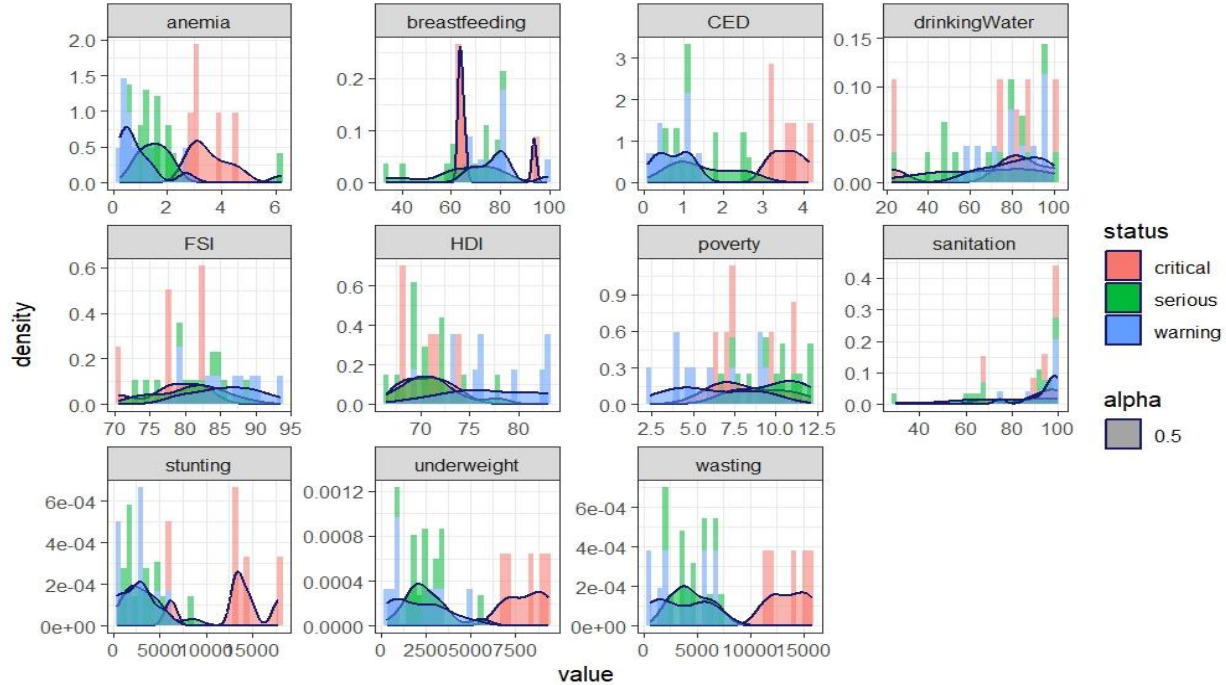 anemia
breastfeeding
CED
drinkingWater
2.0
1.5
1.0
0.5
0.0
0.2
0.1
0.0
3
2
1
0
0.15
0.10
0.05
0.00
0 2 4 6
40 60 80 100
0 1 2 3 4
20 40 60 80 100
FSI
HDI
poverty
sanitation
0.6
0.4
0.2
0.0
0.6
0.4
0.2
0.0
0.9
0.6
0.3
0.0
0.4
0.3
0.2
0.1
0.0
70 75 80 85 90 95
70 75 80
2.5 5.0 7.5 10.0 12.5
40 60 80 100
stunting
underweight
wasting
6e-04
4e-04
2e-04
0e+00
0.0012
0.0008
0.0004
0.0000
6e-04
4e-04
2e-04
0e+00
0 5000 10000 15000
0 2500 5000 7500
0 5000 10000 15000
density
value
status
critical
serious
warning
alpha
0.5